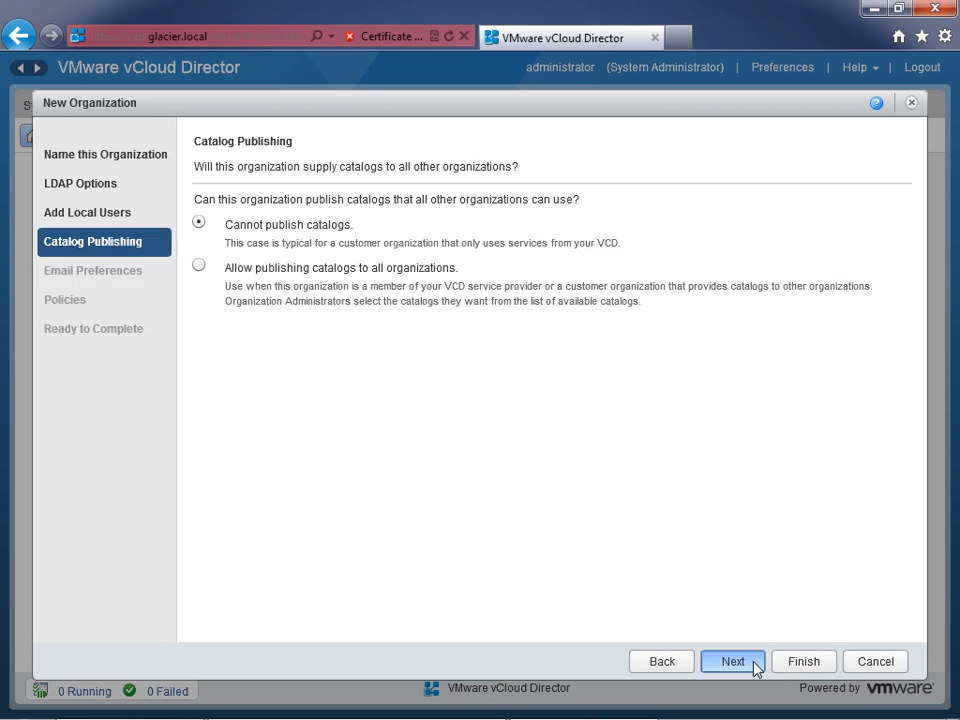 glacier.local
Certificate ...
VMware vCloud Director
VMware vCloud Director
administrator (System Administrator) | Preferences | Help | Logout
New Organization
Name this Organization
LDAP Options
Add Local Users
Catalog Publishing
Email Preferences
Policies
Ready to Complete
Catalog Publishing
Will this organization supply catalogs to all other organizations?
Can this organization publish catalogs that all other organizations can use?
Cannot publish catalogs.
This case is typical for a customer organization that only uses services from your VCD.
Allow publishing catalogs to all organizations.
Use when this organization is a member of your VCD service provider or a customer organization that provides catalogs to other organizations.
Organization Administrators select the catalogs they want from the list of available catalogs.
Back
Next
Finish
Cancel
0 Running
0 Failed
VMware vCloud Director
Powered by vmware